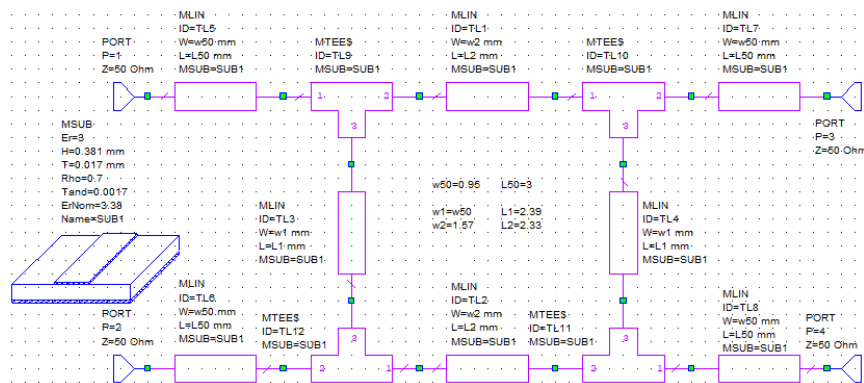 MLIN
ID=TL5
W=w50 mm
L=L50 mm
MSUB=SUB1
MLIN
ID=TL1
W=w2 mm
L=L2 mm
MSUB=SUB1
MLIN
ID=TL7
W=w50 mm
L=L50 mm
MSUB=SUB1
PORT
P=1
Z=50 Ohm
MTEE$
ID=TL9
MSUB=SUB1
MTEE$
ID=TL10
MSUB=SUB1
1 2
3
1 2
3
PORT
P=3
Z=50 Ohm
MSUB
Er=3
H=0.381 mm
T=0.017 mm
Rho=0.7
Tand=0.0017
ErNom=3.38
Name=SUB1
MLIN
ID=TL3
W=w1 mm
L=L1 mm
MSUB=SUB1
w50=0.95 L50=3
w1=w50 L1=2.39
w2=1.57 L2=2.33
MLIN
ID=TL4
W=w1 mm
L=L1 mm
MSUB=SUB1
PORT
P=2
Z=50 Ohm
MLIN
ID=TL6
W=w50 mm
L=L50 mm
MSUB=SUB1
MTEE$
ID=TL12
MSUB=SUB1
MLIN
ID=TL2
W=w2 mm
L=L2 mm
MSUB=SUB1
MTEE$
ID=TL11
MSUB=SUB1
MLIN
ID=TL8
W=w50 mm
L=L50 mm
MSUB=SUB1
PORT
P=4
Z=50 Ohm
3
2 1
3
2 1